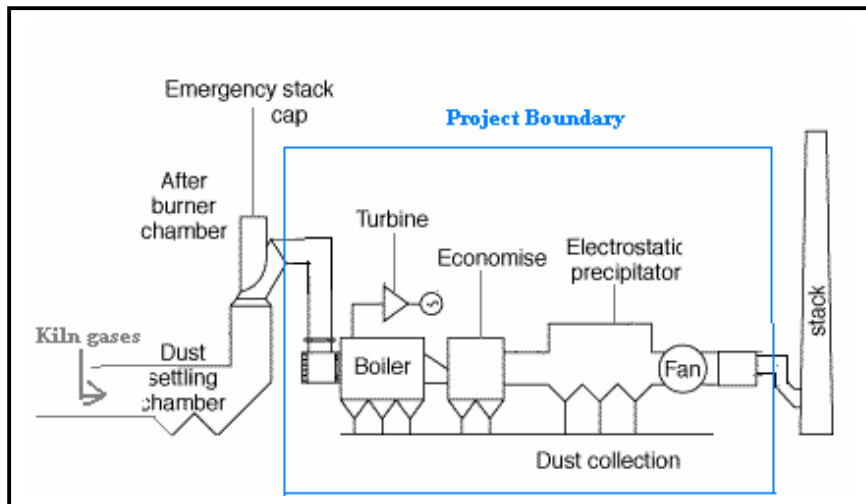 Emergency stack
cap
Project Boundary
After
burner
chamber
Turbine
Economise
Electrostatic
precipitator
stack
Kiln gases
Dust
settling
chamber
Boiler
Fan
Dust collection